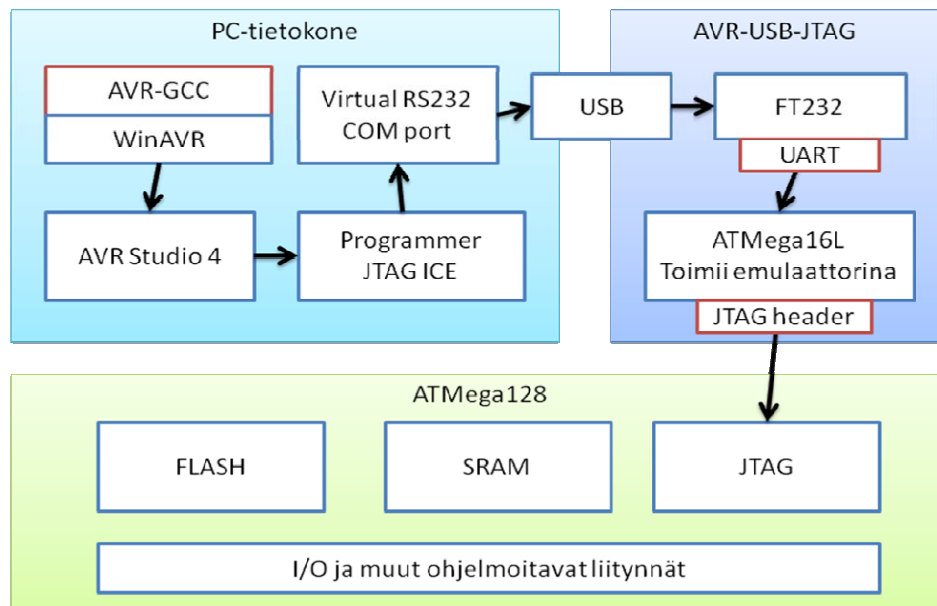 PC-tietokone
AVR-GCC
WinAVR
AVR Studio 4
Virtual RS232
COM port
Programmer
JTAG ICE
USB
AVR-USB-JTAG
FT232
UART
ATMega16L
Toimii emulaattorina
JTAG header
ATMega128
FLASH
SRAM
JTAG
I/O ja muut ohjelmoitavat liitynnät